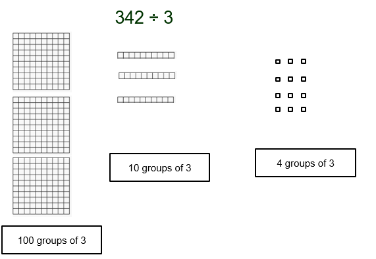 342 ÷ 3
10 groups of 3
4 groups of 3
100 groups of 3